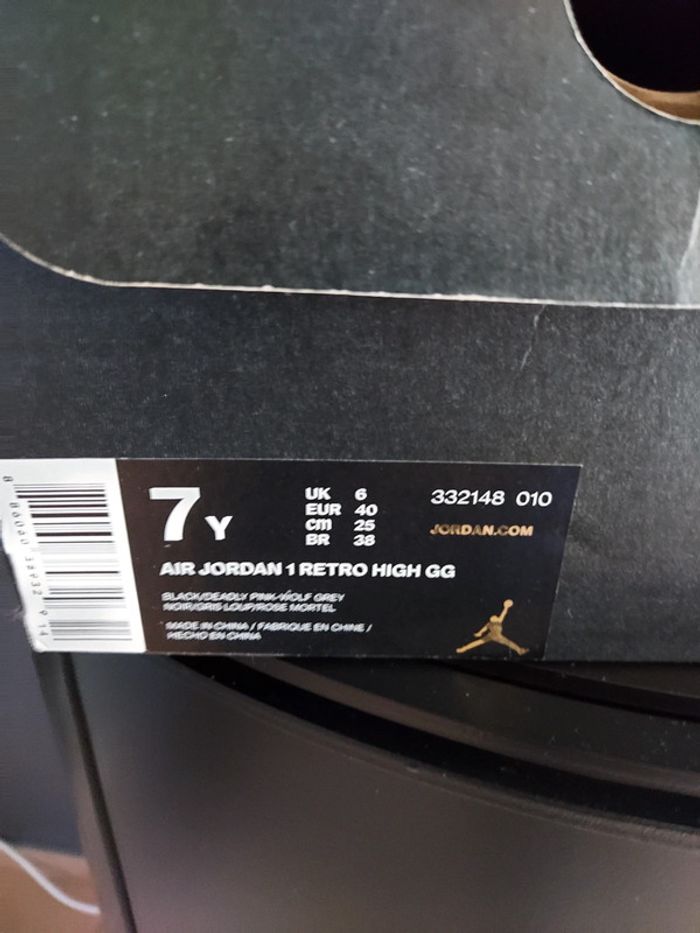 7Y
UK 6
EUR 40
cm 25
BR 38
332148 010
JORDAN.COM
AIR JORDAN 1 RETRO HIGH GG
BLACK/DEADLY PINK-WOLF GREY
NOIR/GRIS LOUP/ROSE MORTEL
MADE IN CHINA / FABRIQUE EN CHINE /
HECHO EN CHINA